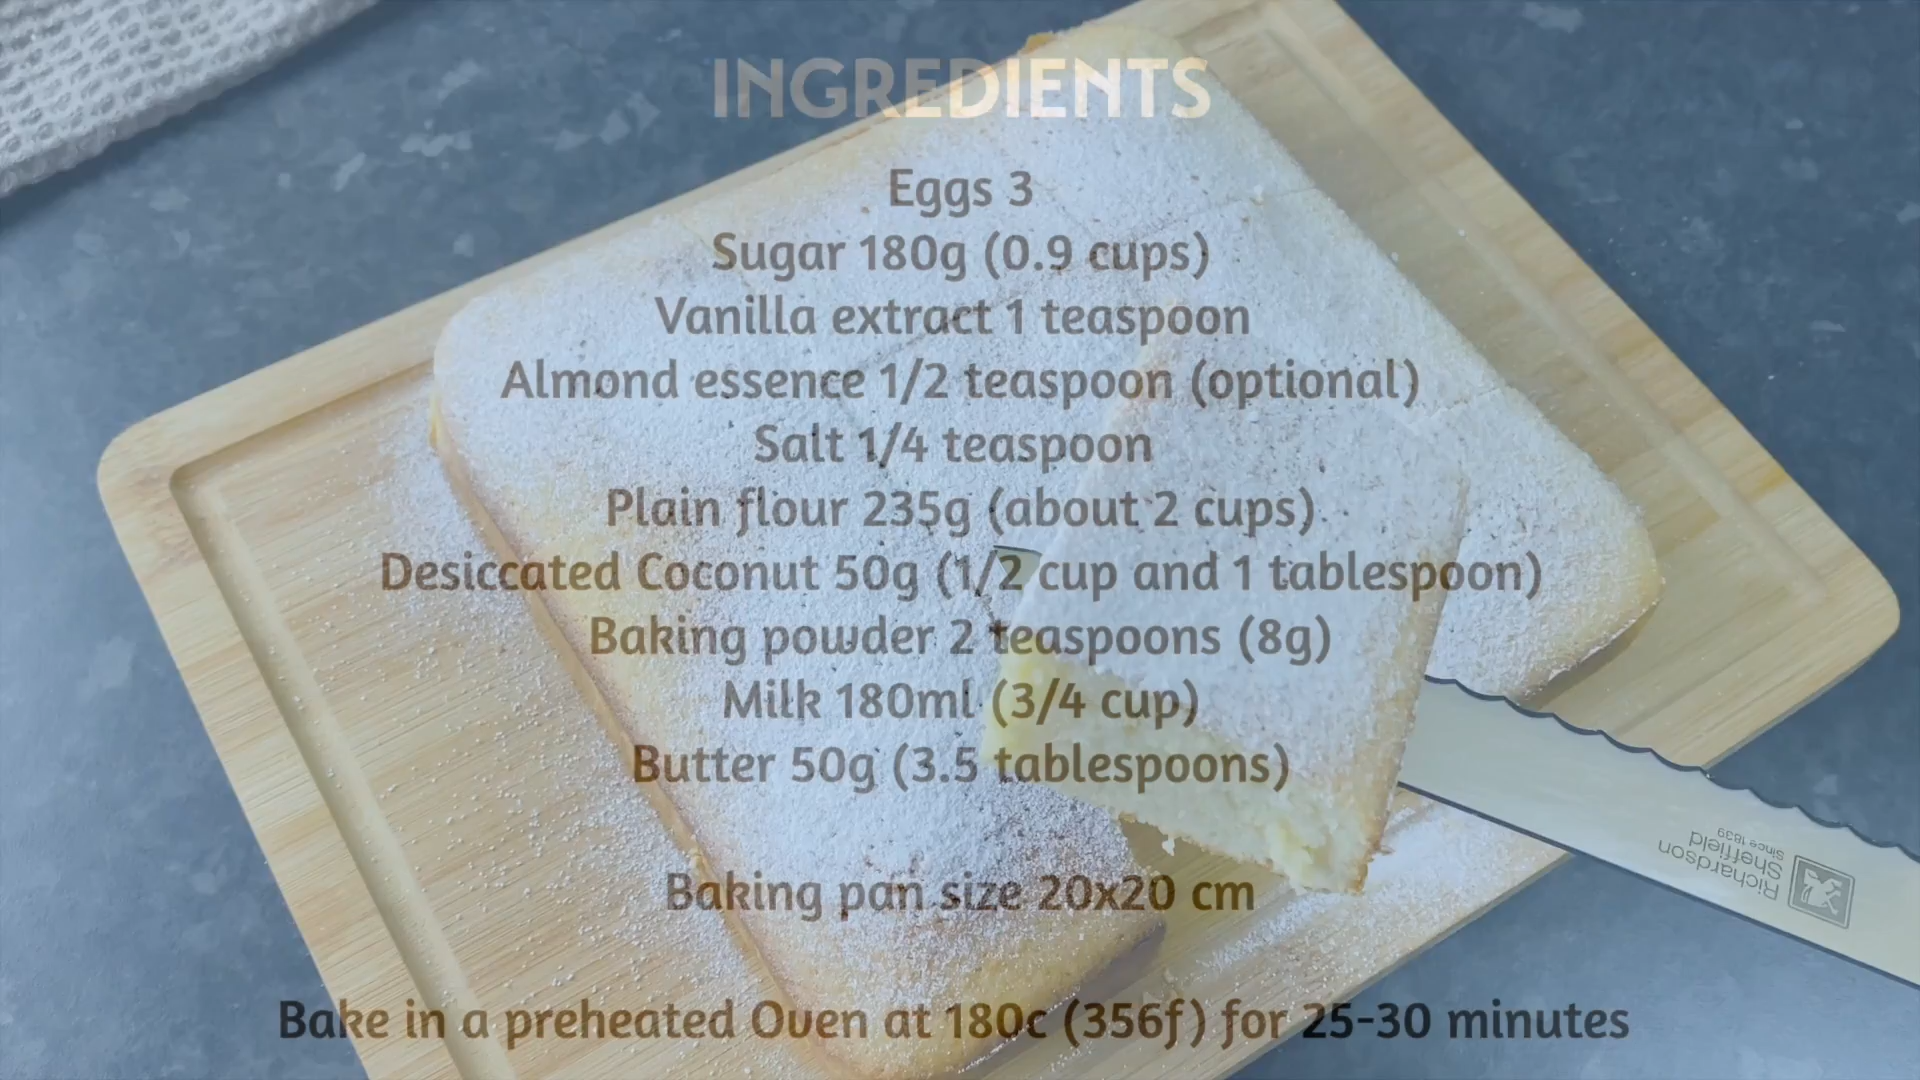 INGREDIENTS
Eggs 3
Sugar 180g (0.9 cups)
Vanilla extract 1 teaspoon
Almond essence 1/2 teaspoon (optional)
Salt 1/4 teaspoon
Plain flour 235g (about 2 cups)
Desiccated Coconut 50g (1/2 cup and 1 tablespoon)
Baking powder 2 teaspoons (8g)
Milk 180ml (3/4 cup)
Butter 50g (3.5 tablespoons)
Baking pan size 20x20 cm
Bake in a preheated Oven at 180c (356f) for 25-30 minutes
Richardson
Sheffield
Since 1839